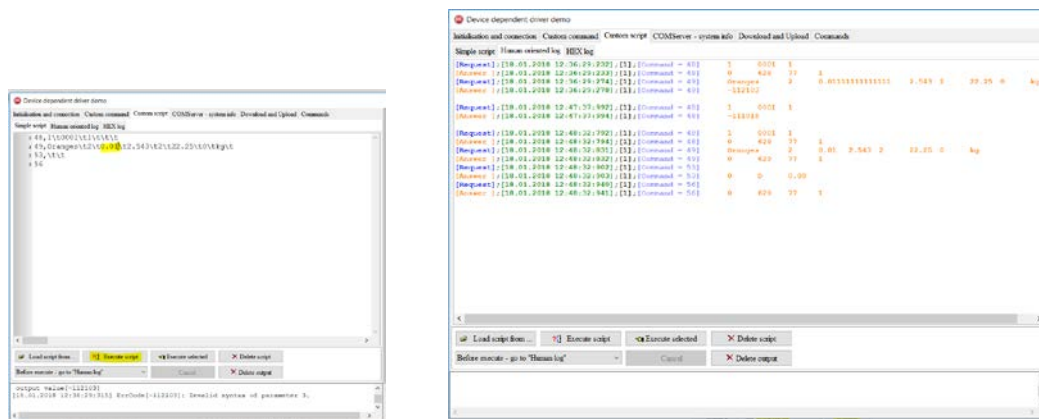 Device dependent driver demo
Initialization and connection Custom command Custom script COMServer - system info Download and Upload Commands
Simple script Human oriented log HEX log
48,1\t0001\t1\t\t\t
49,Oranges\t2\t0.01\t2.543\t2\t22.25\t0\tkg\t
53,\t\t
56
Load script from ... Execute script Execute selected Delete script
Before execute - go to "Human log" Cancel Delete output
output value[-112103]
[18.01.2018 12:36:29:315] ErrCode[-112103]: Invalid syntax of parameter 3.
Device dependent driver demo
Initialization and connection Custom command Custom script COMServer - system info Download and Upload Commands
Simple script Human oriented log HEX log
[Request];[18.01.2018 12:36:29:232];[1];[Command = 48] 1 0001 1
[Answer ];[18.01.2018 12:36:29:233];[1];[Command = 48] 0 628 77 1
[Request];[18.01.2018 12:36:29:274];[1];[Command = 49] Oranges 2 2.543 22.25 0 kg
[Answer ];[18.01.2018 12:36:29:278];[1];[Command = 49] -112103
[Request];[18.01.2018 12:47:37:992];[1];[Command = 48] 1 0001 1
[Answer ];[18.01.2018 12:47:37:994];[1];[Command = 48]
[Request];[18.01.2018 12:48:32:792];[1];[Command = 48] 1 0001 1
[Answer ];[18.01.2018 12:48:32:794];[1];[Command = 48] 0 77 1
[Request];[18.01.2018 12:48:32:831];[1];[Command = 49] Oranges 2 0.01 2.543 2 22.25 0 kg
[Answer ];[18.01.2018 12:48:32:832];[1];[Command = 49] 0 77 1
[Request];[18.01.2018 12:48:32:902];[1];[Command = 53]
[Answer ];[18.01.2018 12:48:32:903];[1];[Command = 53] 0 0.00
[Request];[18.01.2018 12:48:32:940];[1];[Command = 56]
[Answer ];[18.01.2018 12:48:32:941];[1];[Command = 56] 0 77 1
Load script from ... Execute script Execute selected Delete script
Before execute - go to "Human log" Cancel Delete output